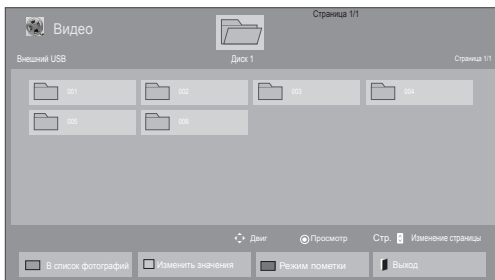 Страница 1/1
Видео
Внешний USB
Диск 1
Страница 1/1
001
002
003
004
005
006
Двиг
Просмотр
Стр.
Изменение страницы
В список фотографий
Изменить значения
Режим пометки
Выход